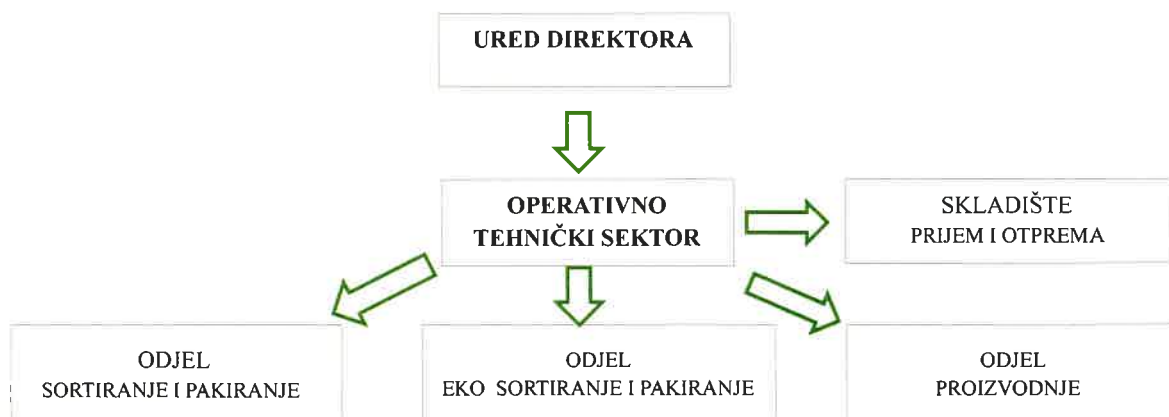 URED DIREKTORA
OPERATIVNO
TEHNIČKI SEKTOR
SKLADIŠTE
PRIJEM I OTPREMA
ODJEL
SORTIRANJE I PAKIRANJE
ODJEL
EKO SORTIRANJE I PAKIRANJE
ODJEL
PROIZVODNJE